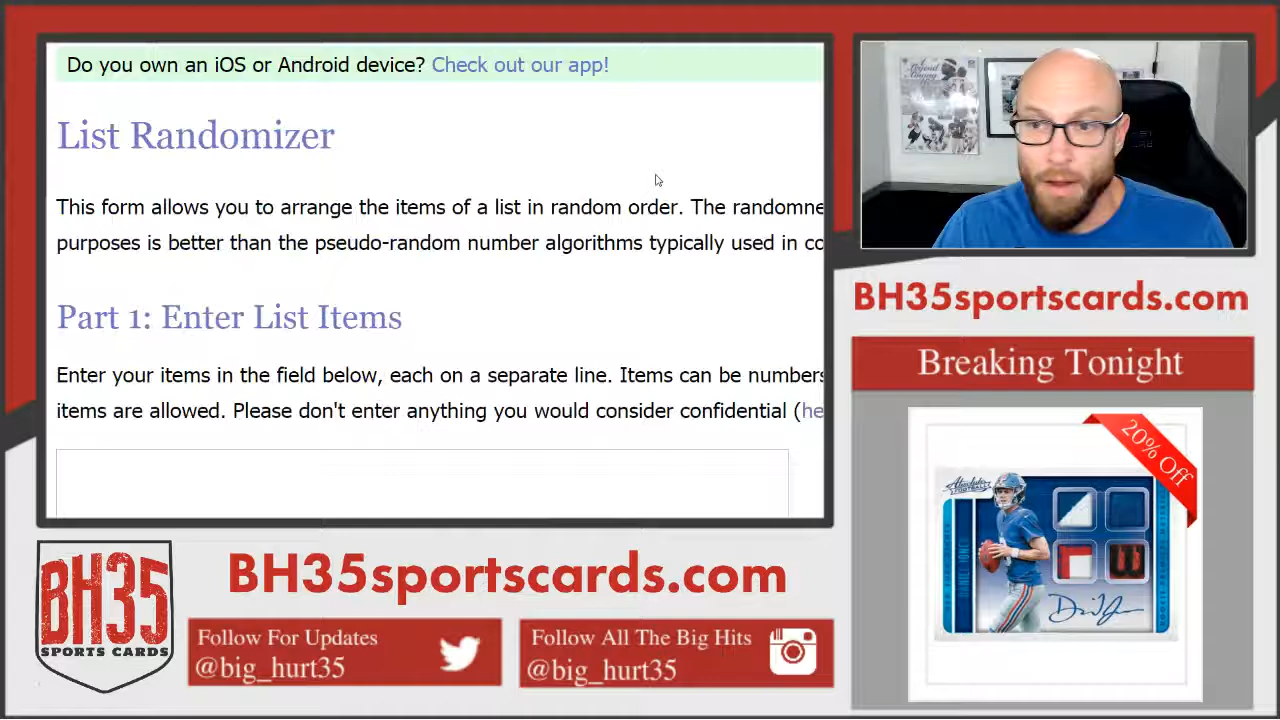 Do you own an iOS or Android device? Check out our app!
List Randomizer
This form allows you to arrange the items of a list in random order. The randomne
purposes is better than the pseudo-random number algorithms typically used in co
Part 1: Enter List Items
Enter your items in the field below, each on a separate line. Items can be numbers
items are allowed. Please don't enter anything you would consider confidential (he
BH35sportscards.com
Breaking Tonight
20% Off
Absolute
FOOTBALL
DANIEL JONES
BH35
SPORTS CARDS
BH35sportscards.com
Follow For Updates
@big_hurt35
Follow All The Big Hits
@big_hurt35